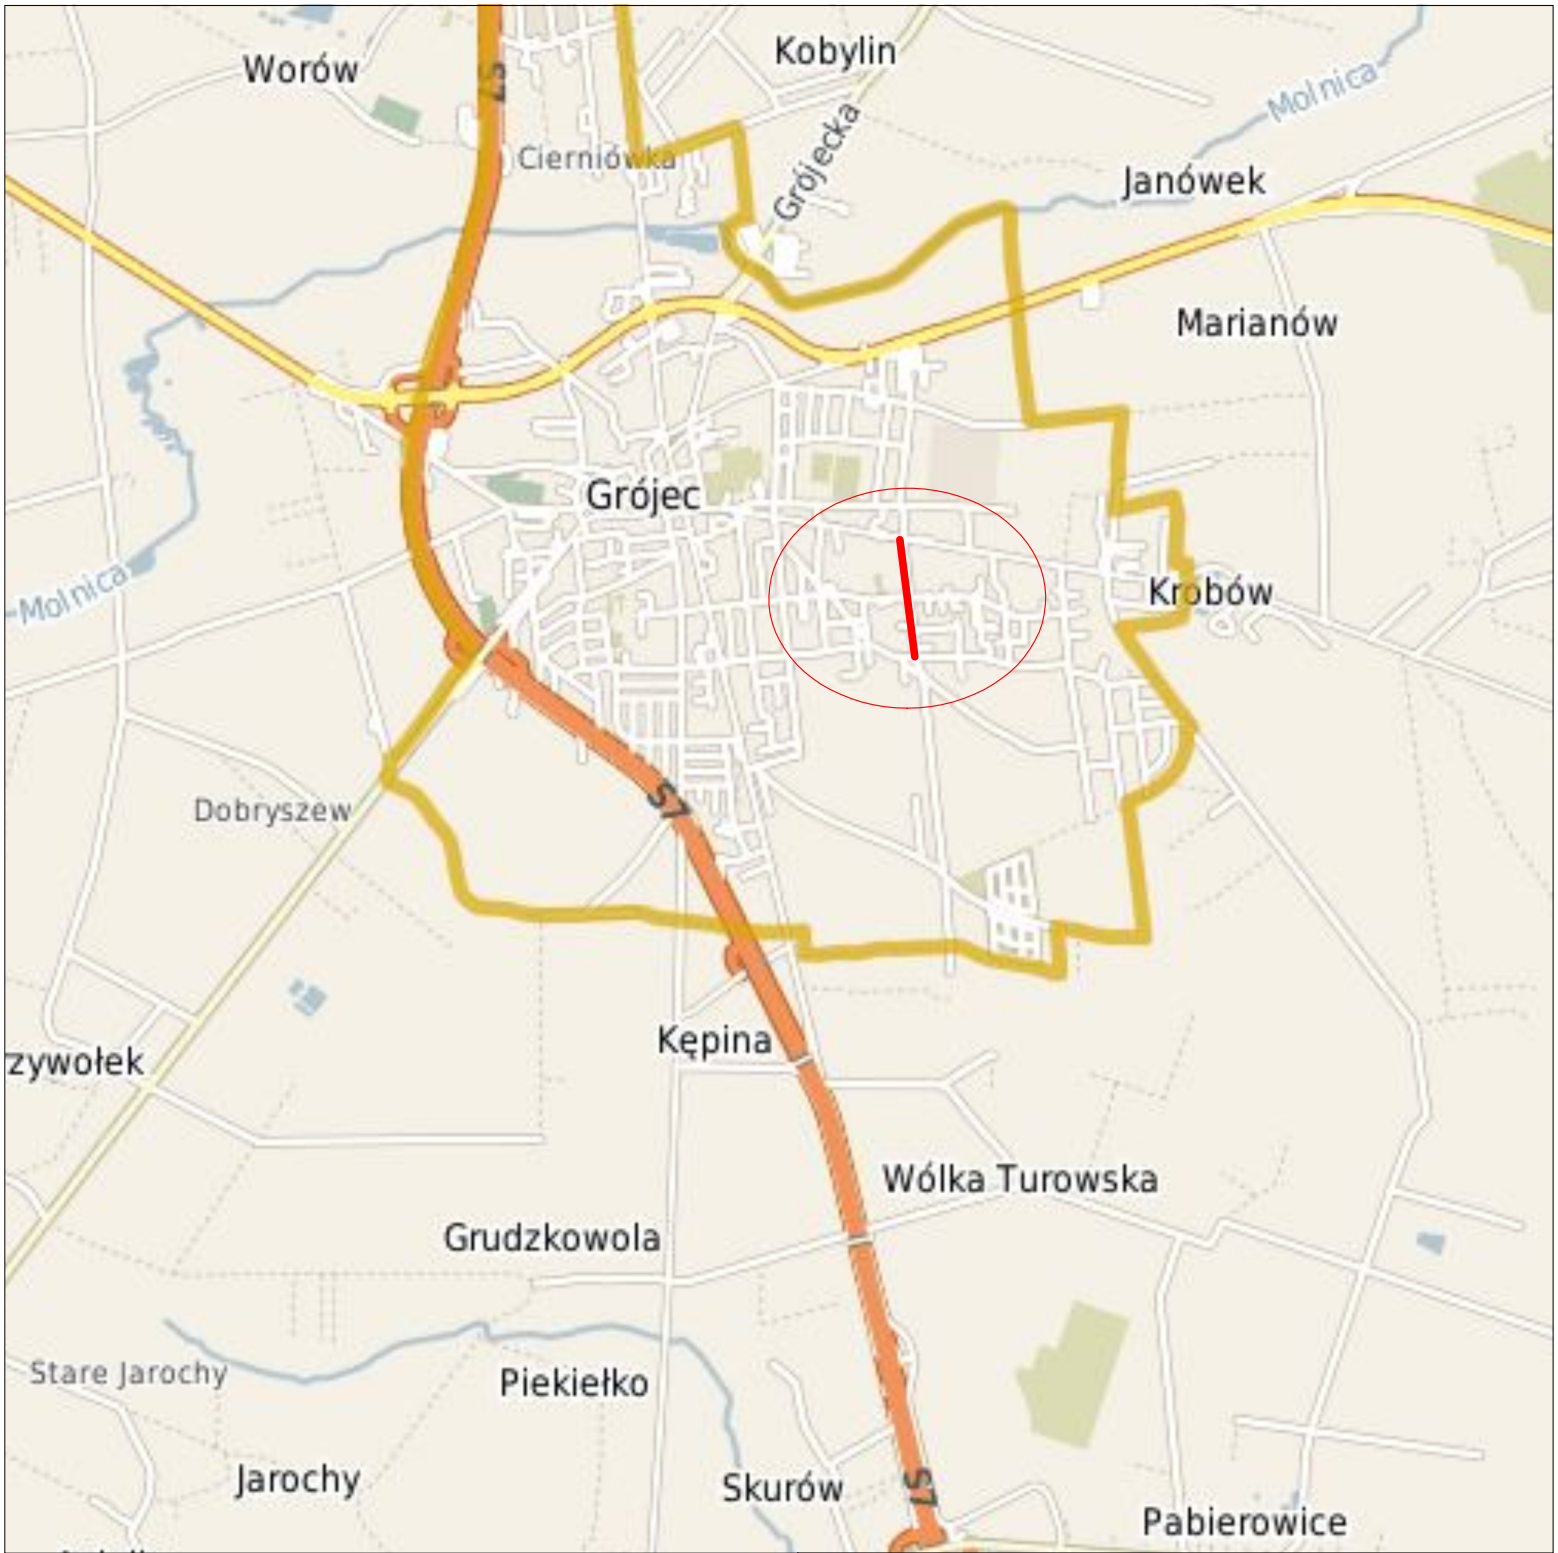 Kobylin
Worów
S7
Molnica
Grójecka
Cierniówka
Janówek
Marianów
Grójec
Molnica
Krobów
S7
Dobryszew
Kępina
zywołek
Wólka Turowska
Grudzkowola
Stare Jarochy
Piekiełko
Jarochy
Skurów
S7
Pabierowice